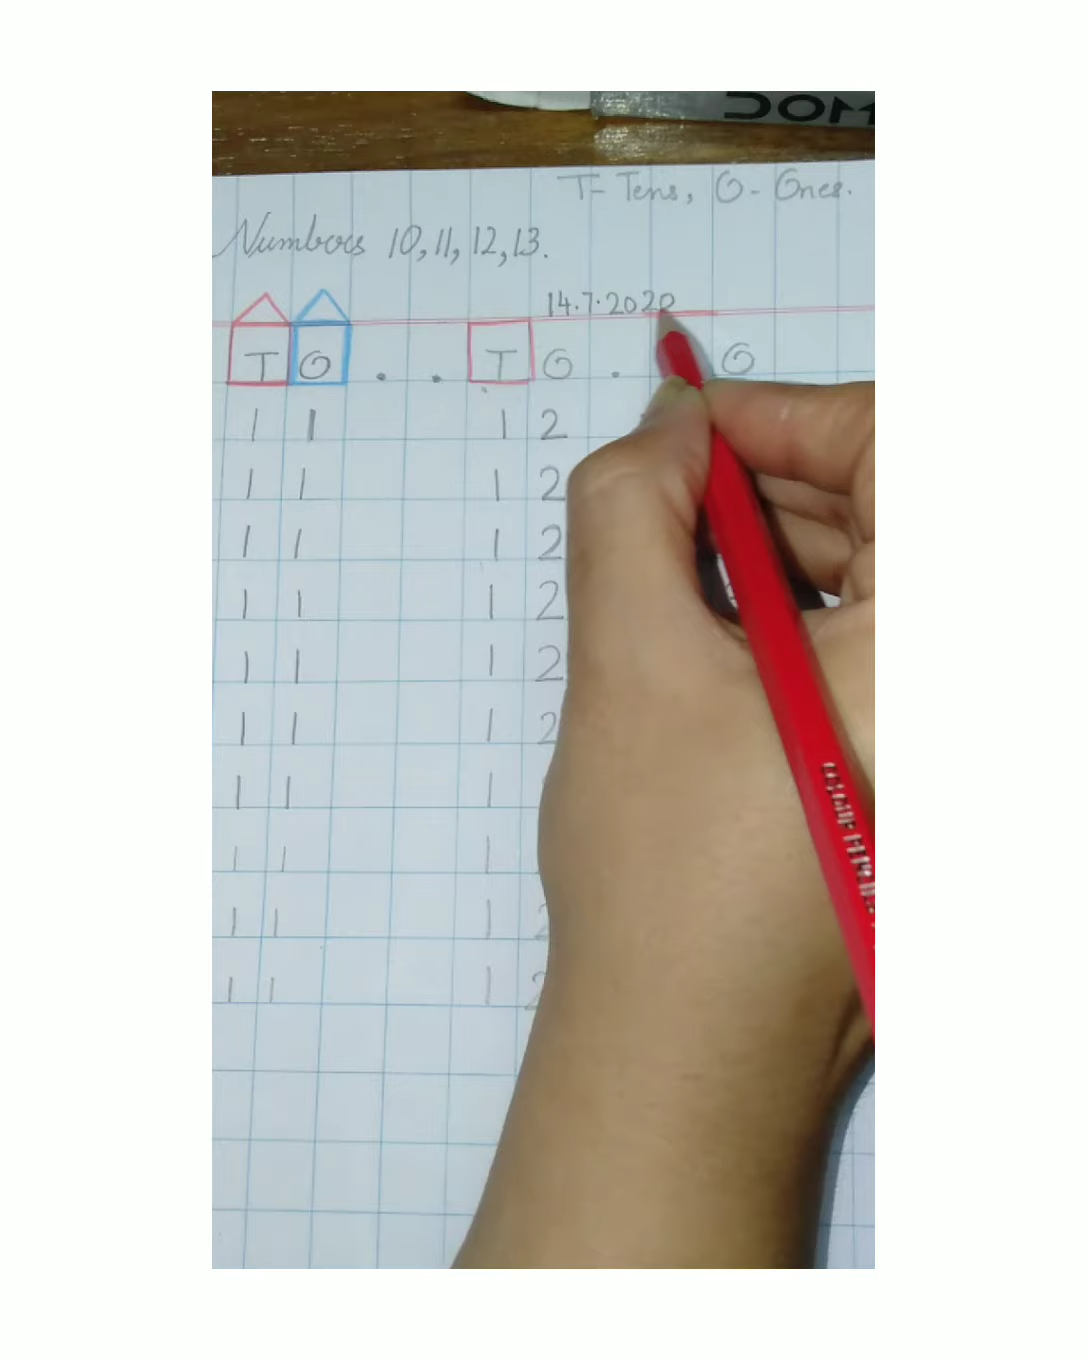 T- Tens, O- Ones.
Numbers 10, 11, 12, 13.
14.7.2020
T O . . T O . O
1 1 1 2
1 1 1 2
1 1 1 2
1 1 1 2
1 1 1 2
1 1 1 2
1 1 1
1 1 1
1 1 1 2
1 1 1 2